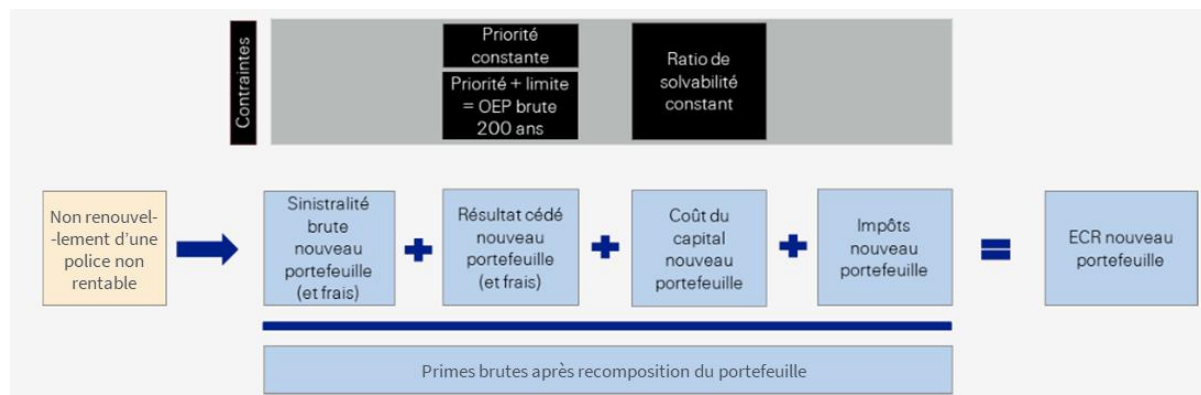 Contraintes
Priorité
constante
Priorité + limite
= OEP brute
200 ans
Ratio de
solvabilité
constant
Non renouvel-
-lement d'une
police non
rentable
Sinistralité
brute
nouveau
portefeuille
(et frais)
Résultat cédé
nouveau
portefeuille
(et frais)
Coût du
capital
nouveau
portefeuille
Impôts
nouveau
portefeuille
ECR nouveau
portefeuille
Primes brutes après recomposition du portefeuille